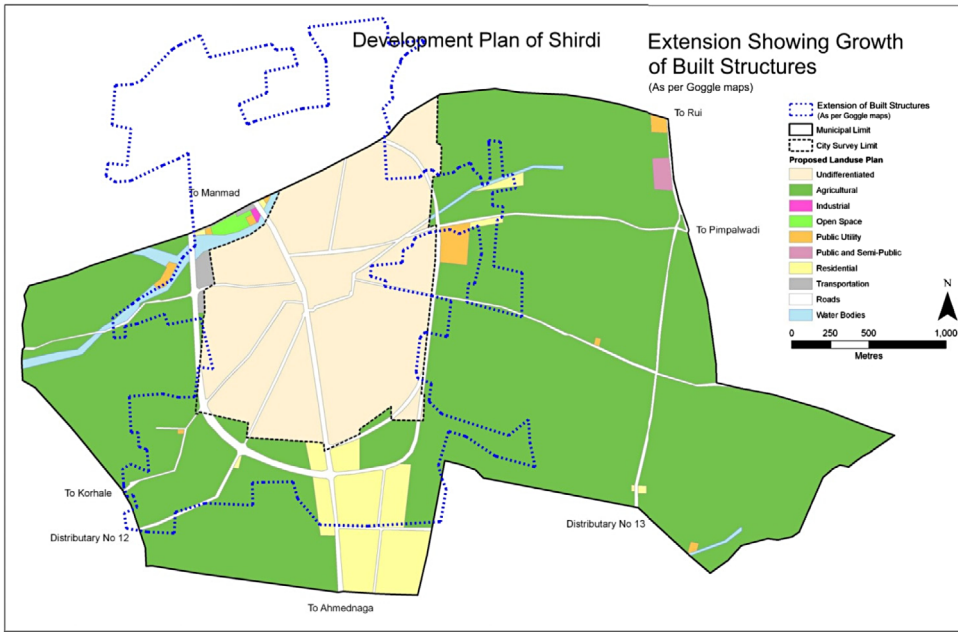 Development Plan of Shirdi
Extension Showing Growth
of Built Structures
(As per Goggle maps)
To Rui
To Manmad
To Pimpalwadi
To Korhale
Distributary No 12
Distributary No 13
To Ahmednaga
Extension of Built Structures
(As per Goggle maps)
Municipal Limit
City Survey Limit
Proposed Landuse Plan
Undifferentiated
Agricultural
Industrial
Open Space
Public Utility
Public and Semi-Public
Residential
Transportation
Roads
Water Bodies
N
0 250 500 1,000
Metres